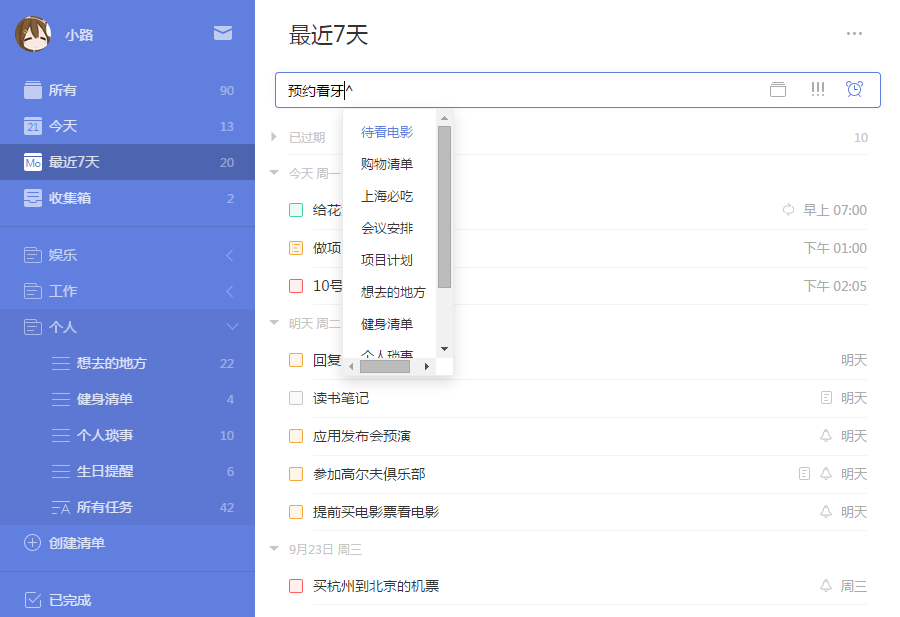 小路
所有 90
21 今天 13
Mo 最近7天 20
收集箱 2
娱乐
工作
个人
想去的地方 22
健身清单 4
个人琐事 10
生日提醒 6
所有任务 42
创建清单
已完成
最近7天
预约看牙^ !!!
待看电影
购物清单
上海必吃
会议安排
项目计划
想去的地方
健身清单
个人琐事
已过期 10
今天 周一
给花 早上 07:00
做项 下午 01:00
10号 下午 02:05
明天 周二
回复 明天
读书笔记 明天
应用发布会预演 明天
参加高尔夫俱乐部 明天
提前买电影票看电影 明天
9月23日 周三
买杭州到北京的机票 周三